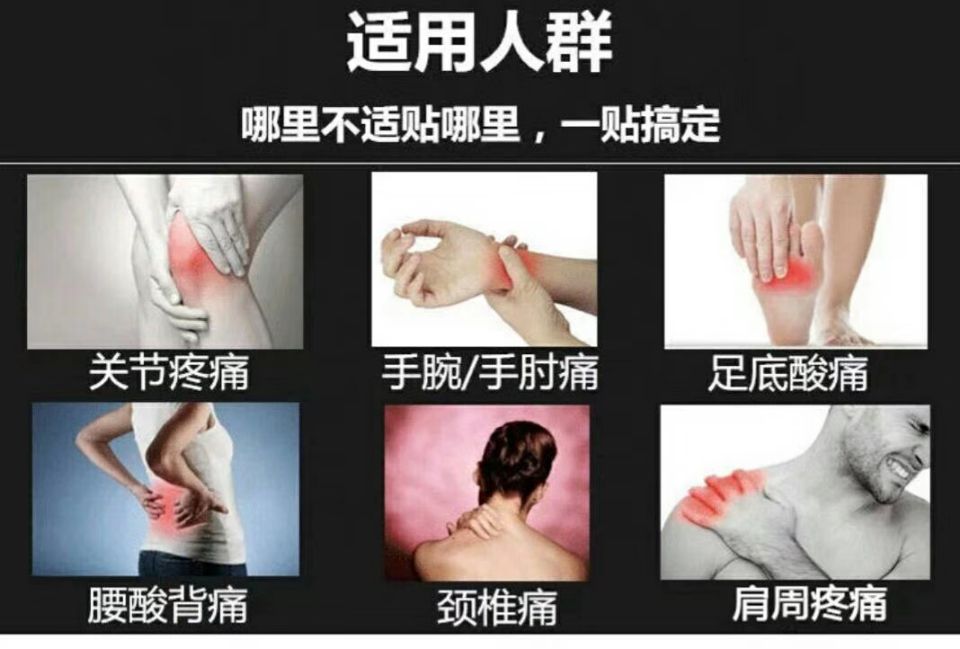 适用人群
哪里不适贴哪里，一贴搞定
关节疼痛
手腕/手肘痛
足底酸痛
腰酸背痛
颈椎痛
肩周疼痛